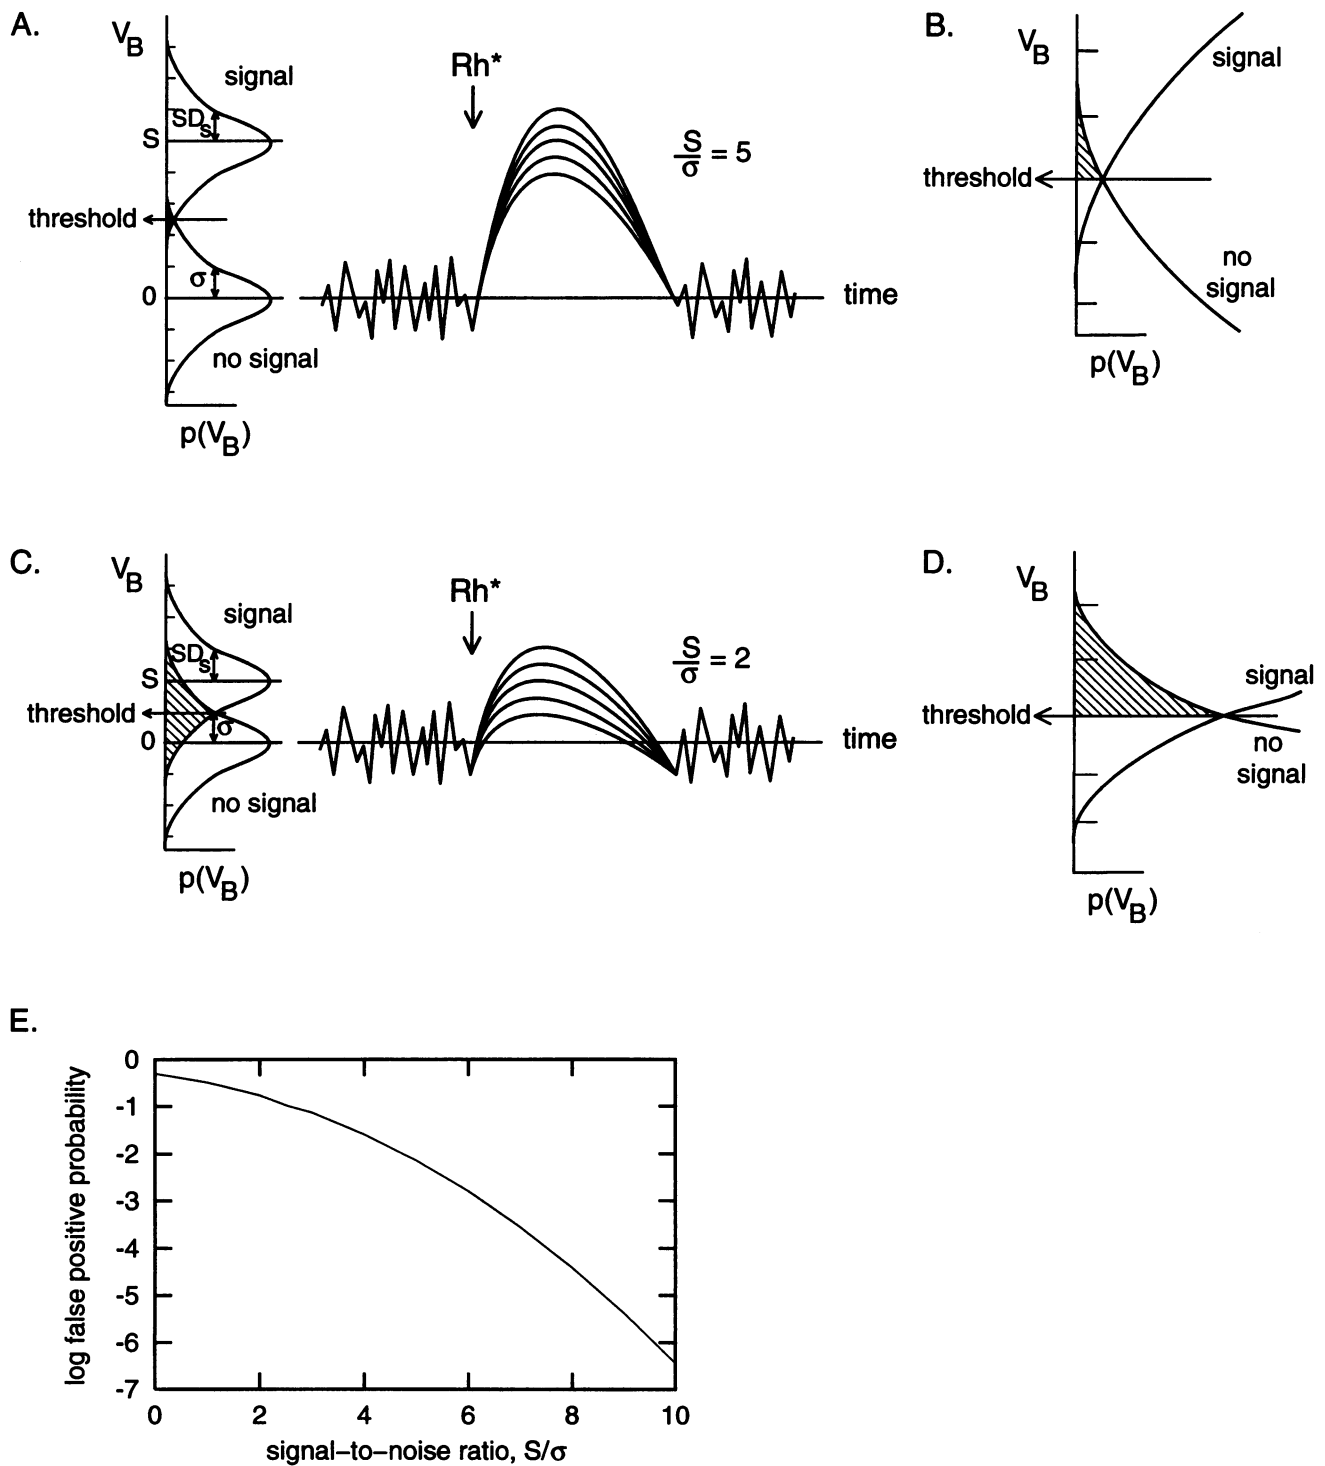 A.
V_B
signal
SD_s
S
threshold
σ
0
no signal
p(V_B)
Rh*
S/σ = 5
time
B.
V_B
signal
threshold
no
signal
p(V_B)
C.
V_B
signal
SD_s
S
threshold
σ
0
no signal
p(V_B)
Rh*
S/σ = 2
time
D.
V_B
signal
threshold
no
signal
p(V_B)
E.
log false positive probability
0
-1
-2
-3
-4
-5
-6
-7
0 2 4 6 8 10
signal–to–noise ratio, S/σ